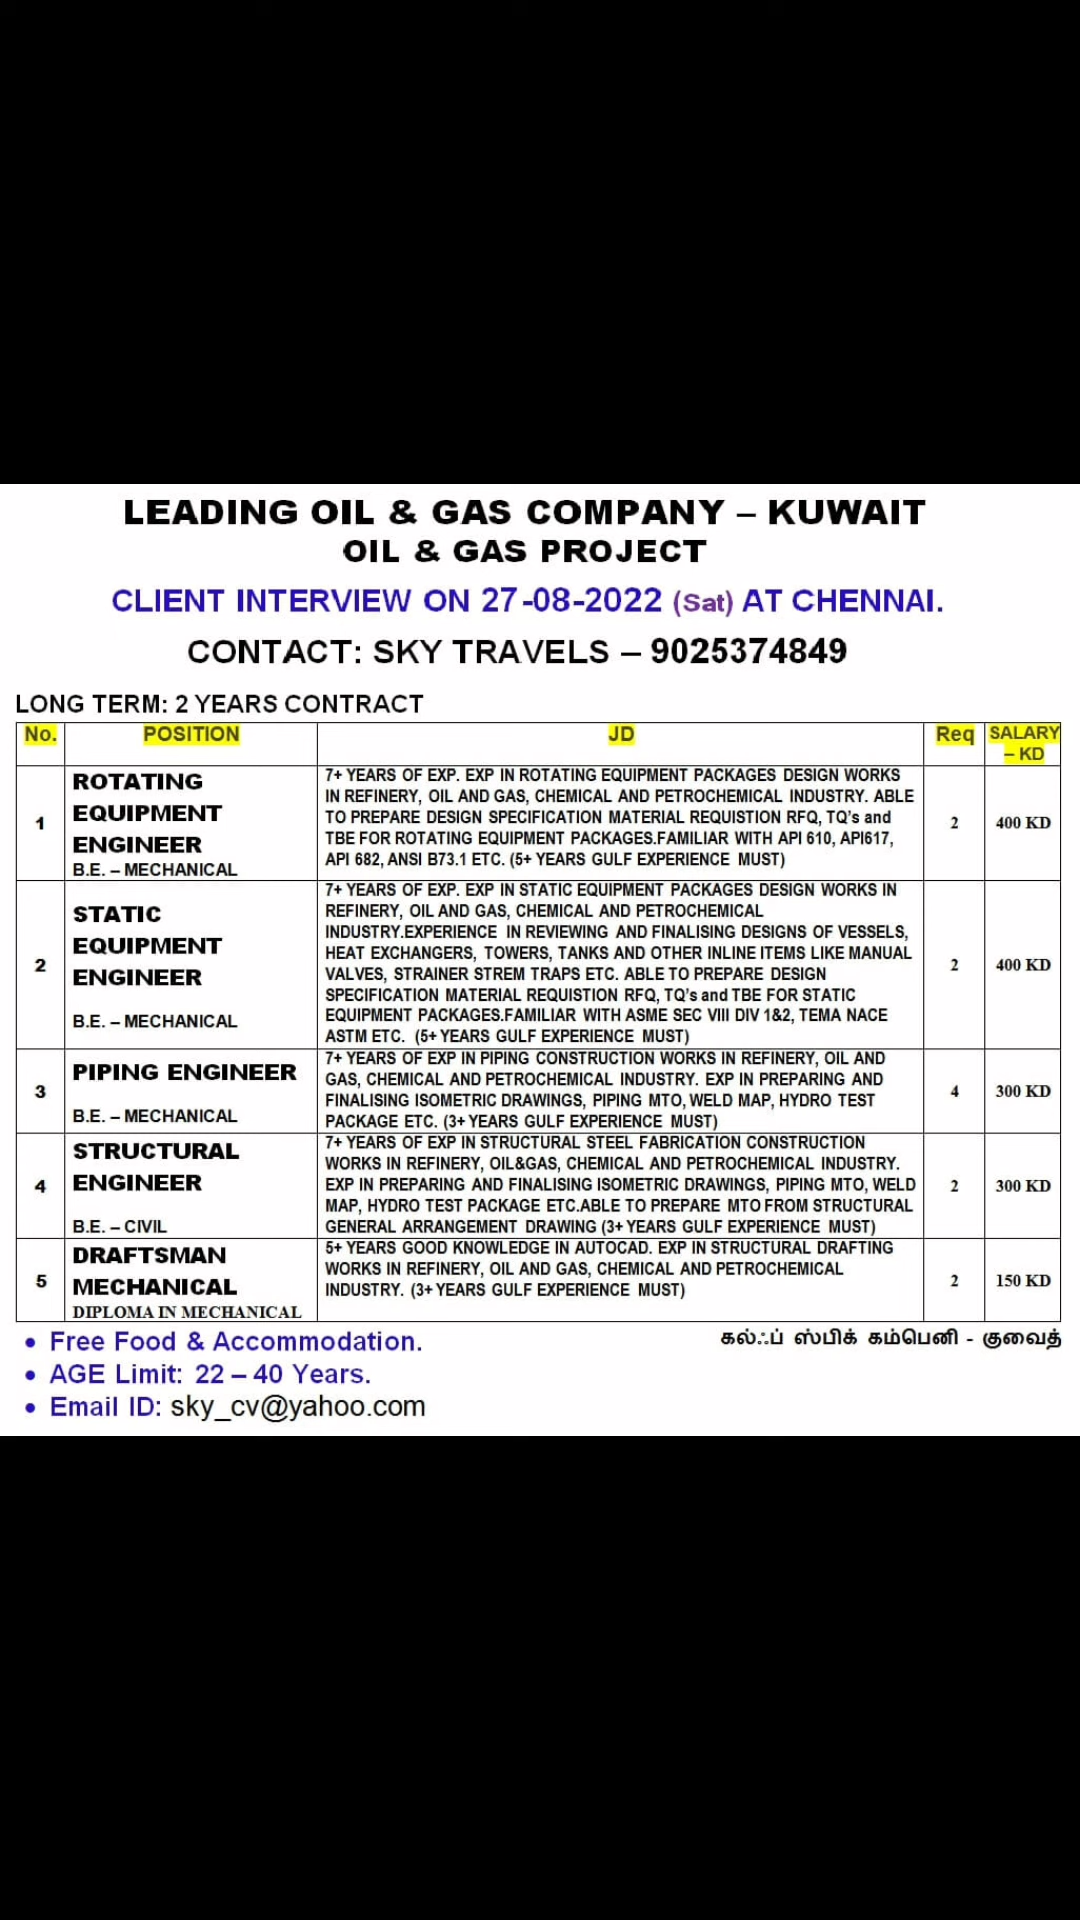 LEADING OIL & GAS COMPANY – KUWAIT
OIL & GAS PROJECT
CLIENT INTERVIEW ON 27-08-2022 (Sat) AT CHENNAI.
CONTACT: SKY TRAVELS – 9025374849
LONG TERM: 2 YEARS CONTRACT
No. POSITION JD Req SALARY – KD
1
ROTATING
EQUIPMENT
ENGINEER
B.E. – MECHANICAL
7+ YEARS OF EXP. EXP IN ROTATING EQUIPMENT PACKAGES DESIGN WORKS
IN REFINERY, OIL AND GAS, CHEMICAL AND PETROCHEMICAL INDUSTRY. ABLE
TO PREPARE DESIGN SPECIFICATION MATERIAL REQUISTION RFQ, TQ's and
TBE FOR ROTATING EQUIPMENT PACKAGES.FAMILIAR WITH API 610, API617,
API 682, ANSI B73.1 ETC. (5+ YEARS GULF EXPERIENCE MUST)
2
400 KD
2
STATIC
EQUIPMENT
ENGINEER
B.E. – MECHANICAL
7+ YEARS OF EXP. EXP IN STATIC EQUIPMENT PACKAGES DESIGN WORKS IN
REFINERY, OIL AND GAS, CHEMICAL AND PETROCHEMICAL
INDUSTRY.EXPERIENCE IN REVIEWING AND FINALISING DESIGNS OF VESSELS,
HEAT EXCHANGERS, TOWERS, TANKS AND OTHER INLINE ITEMS LIKE MANUAL
VALVES, STRAINER STREM TRAPS ETC. ABLE TO PREPARE DESIGN
SPECIFICATION MATERIAL REQUISTION RFQ, TQ's and TBE FOR STATIC
EQUIPMENT PACKAGES.FAMILIAR WITH ASME SEC VIII DIV 1&2, TEMA NACE
ASTM ETC. (5+ YEARS GULF EXPERIENCE MUST)
2
400 KD
3
PIPING ENGINEER
B.E. – MECHANICAL
7+ YEARS OF EXP IN PIPING CONSTRUCTION WORKS IN REFINERY, OIL AND
GAS, CHEMICAL AND PETROCHEMICAL INDUSTRY. EXP IN PREPARING AND
FINALISING ISOMETRIC DRAWINGS, PIPING MTO, WELD MAP, HYDRO TEST
PACKAGE ETC. (3+ YEARS GULF EXPERIENCE MUST)
4
300 KD
4
STRUCTURAL
ENGINEER
B.E. – CIVIL
7+ YEARS OF EXP IN STRUCTURAL STEEL FABRICATION CONSTRUCTION
WORKS IN REFINERY, OIL&GAS, CHEMICAL AND PETROCHEMICAL INDUSTRY.
EXP IN PREPARING AND FINALISING ISOMETRIC DRAWINGS, PIPING MTO, WELD
MAP, HYDRO TEST PACKAGE ETC.ABLE TO PREPARE MTO FROM STRUCTURAL
GENERAL ARRANGEMENT DRAWING (3+ YEARS GULF EXPERIENCE MUST)
2
300 KD
5
DRAFTSMAN
MECHANICAL
DIPLOMA IN MECHANICAL
5+ YEARS GOOD KNOWLEDGE IN AUTOCAD. EXP IN STRUCTURAL DRAFTING
WORKS IN REFINERY, OIL AND GAS, CHEMICAL AND PETROCHEMICAL
INDUSTRY. (3+ YEARS GULF EXPERIENCE MUST)
2
150 KD
• Free Food & Accommodation.
கல்ஃப் ஸ்பிக் கம்பெனி - குவைத்
• AGE Limit: 22 – 40 Years.
• Email ID: sky_cv@yahoo.com